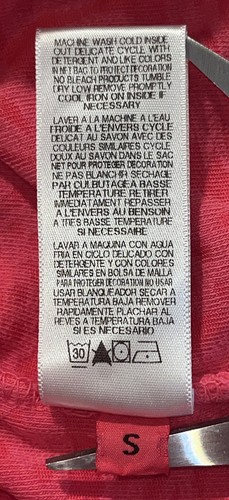 MACHINE WASH COLD INSIDE
OUT DELICATE CYCLE WITH
DETERGENT AND LIKE COLORS
IN NET BAG TO PROTECT DECORATION
NO BLEACH PRODUCTS TUMBLE
DRY LOW REMOVE PROMPTLY
COOL IRON ON INSIDE IF
NECESSARY
LAVER A LA MACHINE A L'EAU
FROIDE A L'ENVERS CYCLE
DELICAT AU SAVON AVEC DES
COULEURS SIMILAIRES CYCLE
DOUX AU SAVON DANS LE SAC
NET POUR PROTEGER DECORATION
NE PAS BLANCHIR SECHAGE
PAR CULBUTAGE A BASSE
TEMPERATURE RETIRER
IMMEDIATEMENT REPASSER
A L'ENVERS AU BENSOIN
A TRES BASSE TEMPERATURE
SI NECESSAIRE
LAVAR A MAQUINA CON AGUA
FRIA EN CICLO DELICADO CON
DETERGENTE Y CON COLORES
SIMILARES EN BOLSA DE MALLA
PARA PROTEGER DECORACION NO USAR
USAR BLANQUEADOR SECAR A
TEMPERATURA BAJA REMOVER
RAPIDAMENTE PLACHAR AL
REVES A TEMPERATURA BAJA
SI ES NECESARIO
30
S